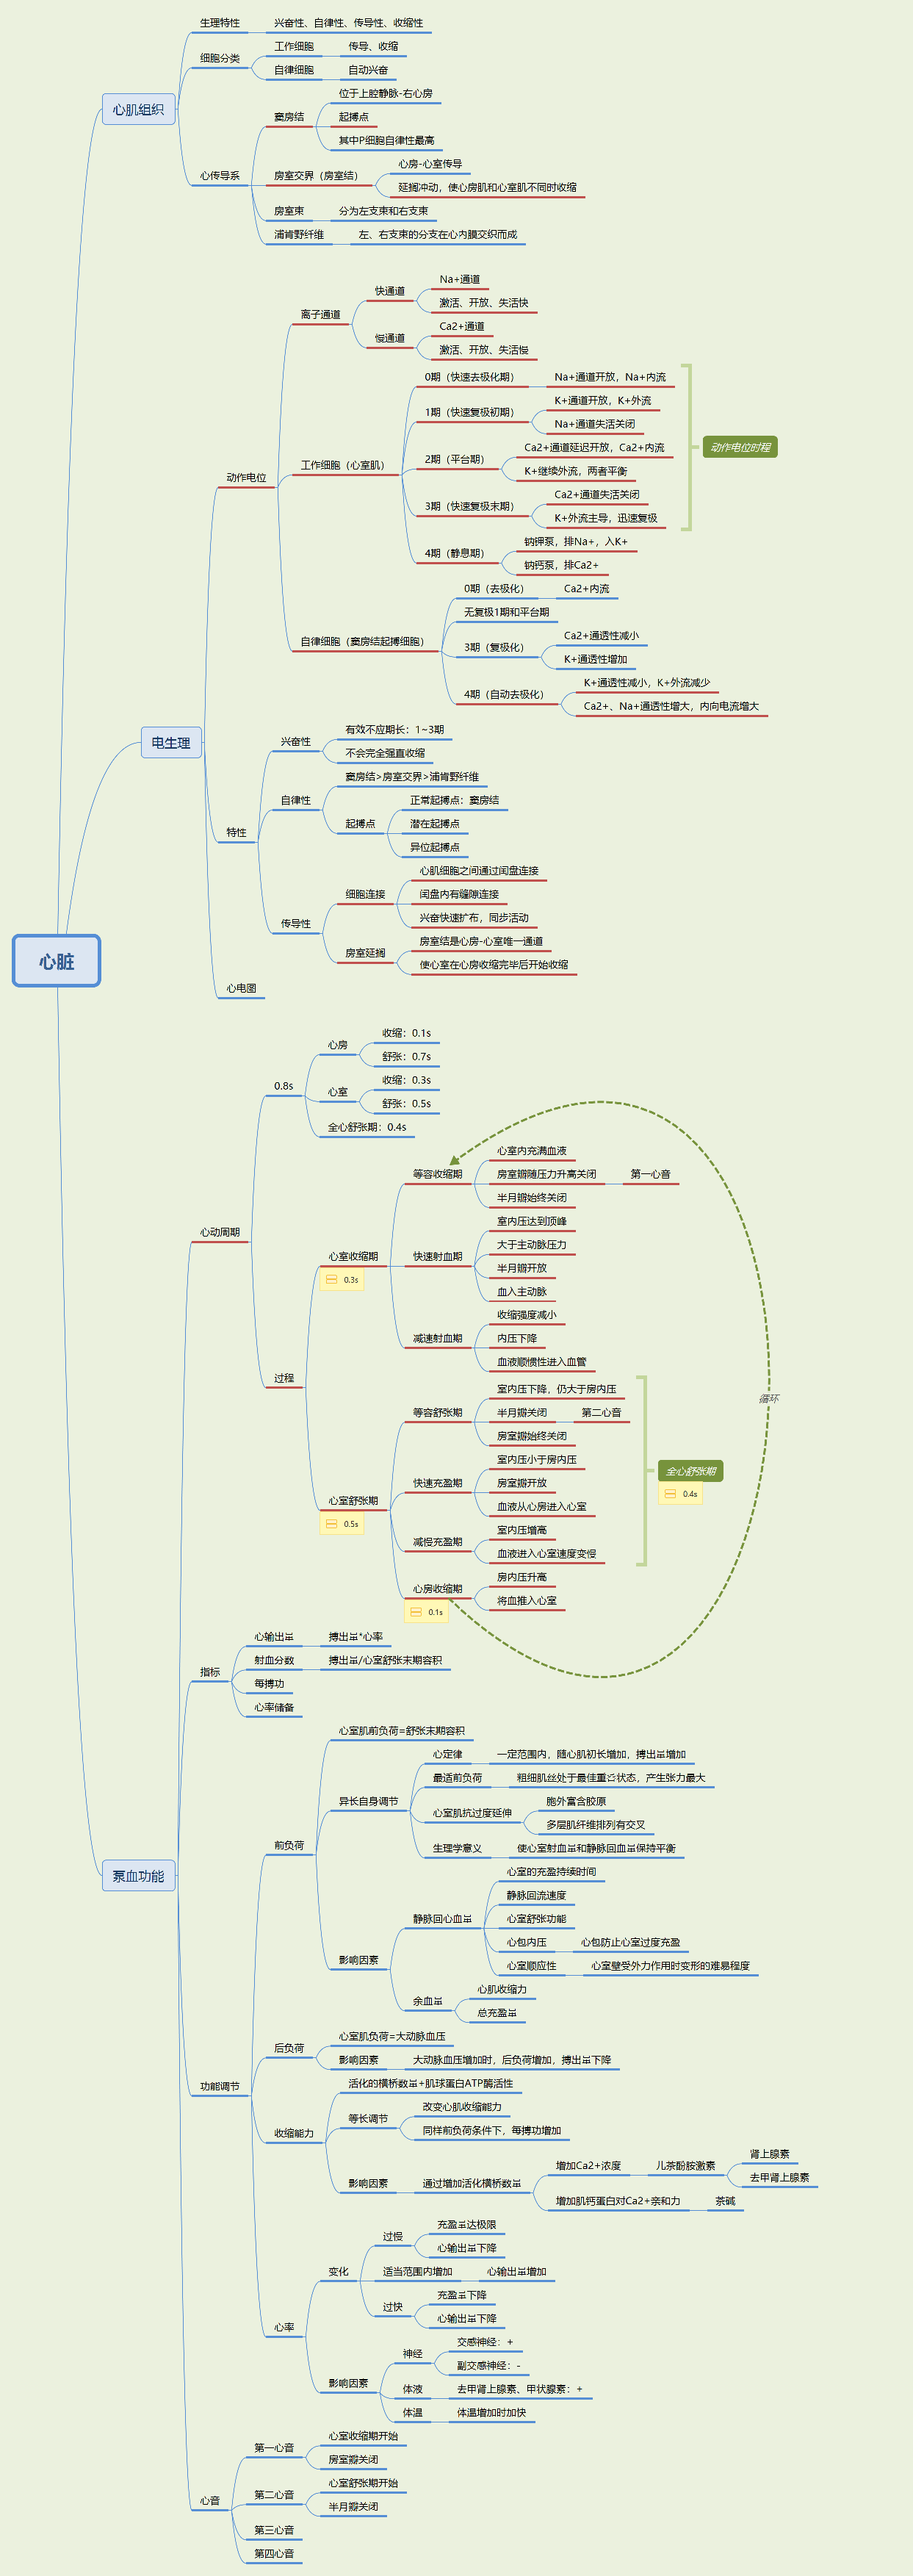 心脏
心肌组织
生理特性
兴奋性、自律性、传导性、收缩性
细胞分类
工作细胞
传导、收缩
自律细胞
自动兴奋
心传导系
窦房结
位于上腔静脉-右心房
起搏点
其中P细胞自律性最高
房室交界（房室结）
心房-心室传导
延搁冲动，使心房肌和心室肌不同时收缩
房室束
分为左支束和右支束
浦肯野纤维
左、右支束的分支在心内膜交织而成
电生理
动作电位
离子通道
快通道
Na+通道
激活、开放、失活快
慢通道
Ca2+通道
激活、开放、失活慢
工作细胞（心室肌）
0期（快速去极化期）
Na+通道开放，Na+内流
1期（快速复极初期）
K+通道开放，K+外流
Na+通道失活关闭
2期（平台期）
Ca2+通道延迟开放，Ca2+内流
K+继续外流，两者平衡
3期（快速复极末期）
Ca2+通道失活关闭
K+外流主导，迅速复极
动作电位时程
4期（静息期）
钠钾泵，排Na+，入K+
钠钙泵，排Ca2+
自律细胞（窦房结起搏细胞）
0期（去极化）
Ca2+内流
无复极1期和平台期
3期（复极化）
Ca2+通透性减小
K+通透性增加
4期（自动去极化）
K+通透性减小，K+外流减少
Ca2+、Na+通透性增大，内向电流增大
特性
兴奋性
有效不应期长：1~3期
不会完全强直收缩
自律性
窦房结>房室交界>浦肯野纤维
起搏点
正常起搏点：窦房结
潜在起搏点
异位起搏点
传导性
细胞连接
心肌细胞之间通过闰盘连接
闰盘内有缝隙连接
兴奋快速扩布，同步活动
房室延搁
房室结是心房-心室唯一通道
使心室在心房收缩完毕后开始收缩
心电图
泵血功能
心动周期
0.8s
心房
收缩：0.1s
舒张：0.7s
心室
收缩：0.3s
舒张：0.5s
全心舒张期：0.4s
过程
心室收缩期
0.3s
等容收缩期
心室内充满血液
房室瓣随压力升高关闭
第一心音
半月瓣始终关闭
快速射血期
室内压达到顶峰
大于主动脉压力
半月瓣开放
血入主动脉
减速射血期
收缩强度减小
内压下降
血液顺惯性进入血管
心室舒张期
0.5s
等容舒张期
室内压下降，仍大于房内压
半月瓣关闭
第二心音
房室瓣始终关闭
快速充盈期
室内压小于房内压
房室瓣开放
血液从心房进入心室
减慢充盈期
室内压增高
血液进入心室速度变慢
全心舒张期
0.4s
心房收缩期
0.1s
房内压升高
将血推入心室
循环
指标
心输出量
搏出量*心率
射血分数
搏出量/心室舒张末期容积
每搏功
心率储备
功能调节
前负荷
心室肌前负荷=舒张末期容积
异长自身调节
心定律
一定范围内，随心肌初长增加，搏出量增加
最适前负荷
粗细肌丝处于最佳重叠状态，产生张力最大
心室肌抗过度延伸
胞外富含胶原
多层肌纤维排列有交叉
生理学意义
使心室射血量和静脉回血量保持平衡
影响因素
静脉回心血量
心室的充盈持续时间
静脉回流速度
心室舒张功能
心包内压
心包防止心室过度充盈
心室顺应性
心室壁受外力作用时变形的难易程度
余血量
心肌收缩力
总充盈量
后负荷
心室肌负荷=大动脉血压
影响因素
大动脉血压增加时，后负荷增加，搏出量下降
收缩能力
活化的横桥数量+肌球蛋白ATP酶活性
等长调节
改变心肌收缩能力
同样前负荷条件下，每搏功增加
影响因素
通过增加活化横桥数量
增加Ca2+浓度
儿茶酚胺激素
肾上腺素
去甲肾上腺素
增加肌钙蛋白对Ca2+亲和力
茶碱
心率
变化
过慢
充盈量达极限
心输出量下降
适当范围内增加
心输出量增加
过快
充盈量下降
心输出量下降
影响因素
神经
交感神经：+
副交感神经：-
体液
去甲肾上腺素、甲状腺素：+
体温
体温增加时加快
心音
第一心音
心室收缩期开始
房室瓣关闭
第二心音
心室舒张期开始
半月瓣关闭
第三心音
第四心音